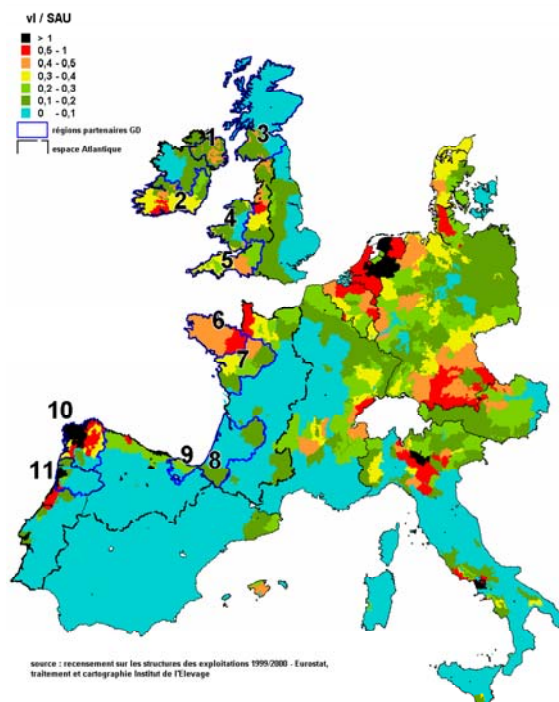 vl / SAU
> 1
0,5 - 1
0,4 - 0,5
0,3 - 0,4
0,2 - 0,3
0,1 - 0,2
0 - 0,1
régions partenaires GD
espace Atlantique
1
3
2
4
5
6
7
10
9
8
11
source : recensement sur les structures des exploitations 1999/2000 - Eurostat,
traitement et cartographie Institut de l'Elevage